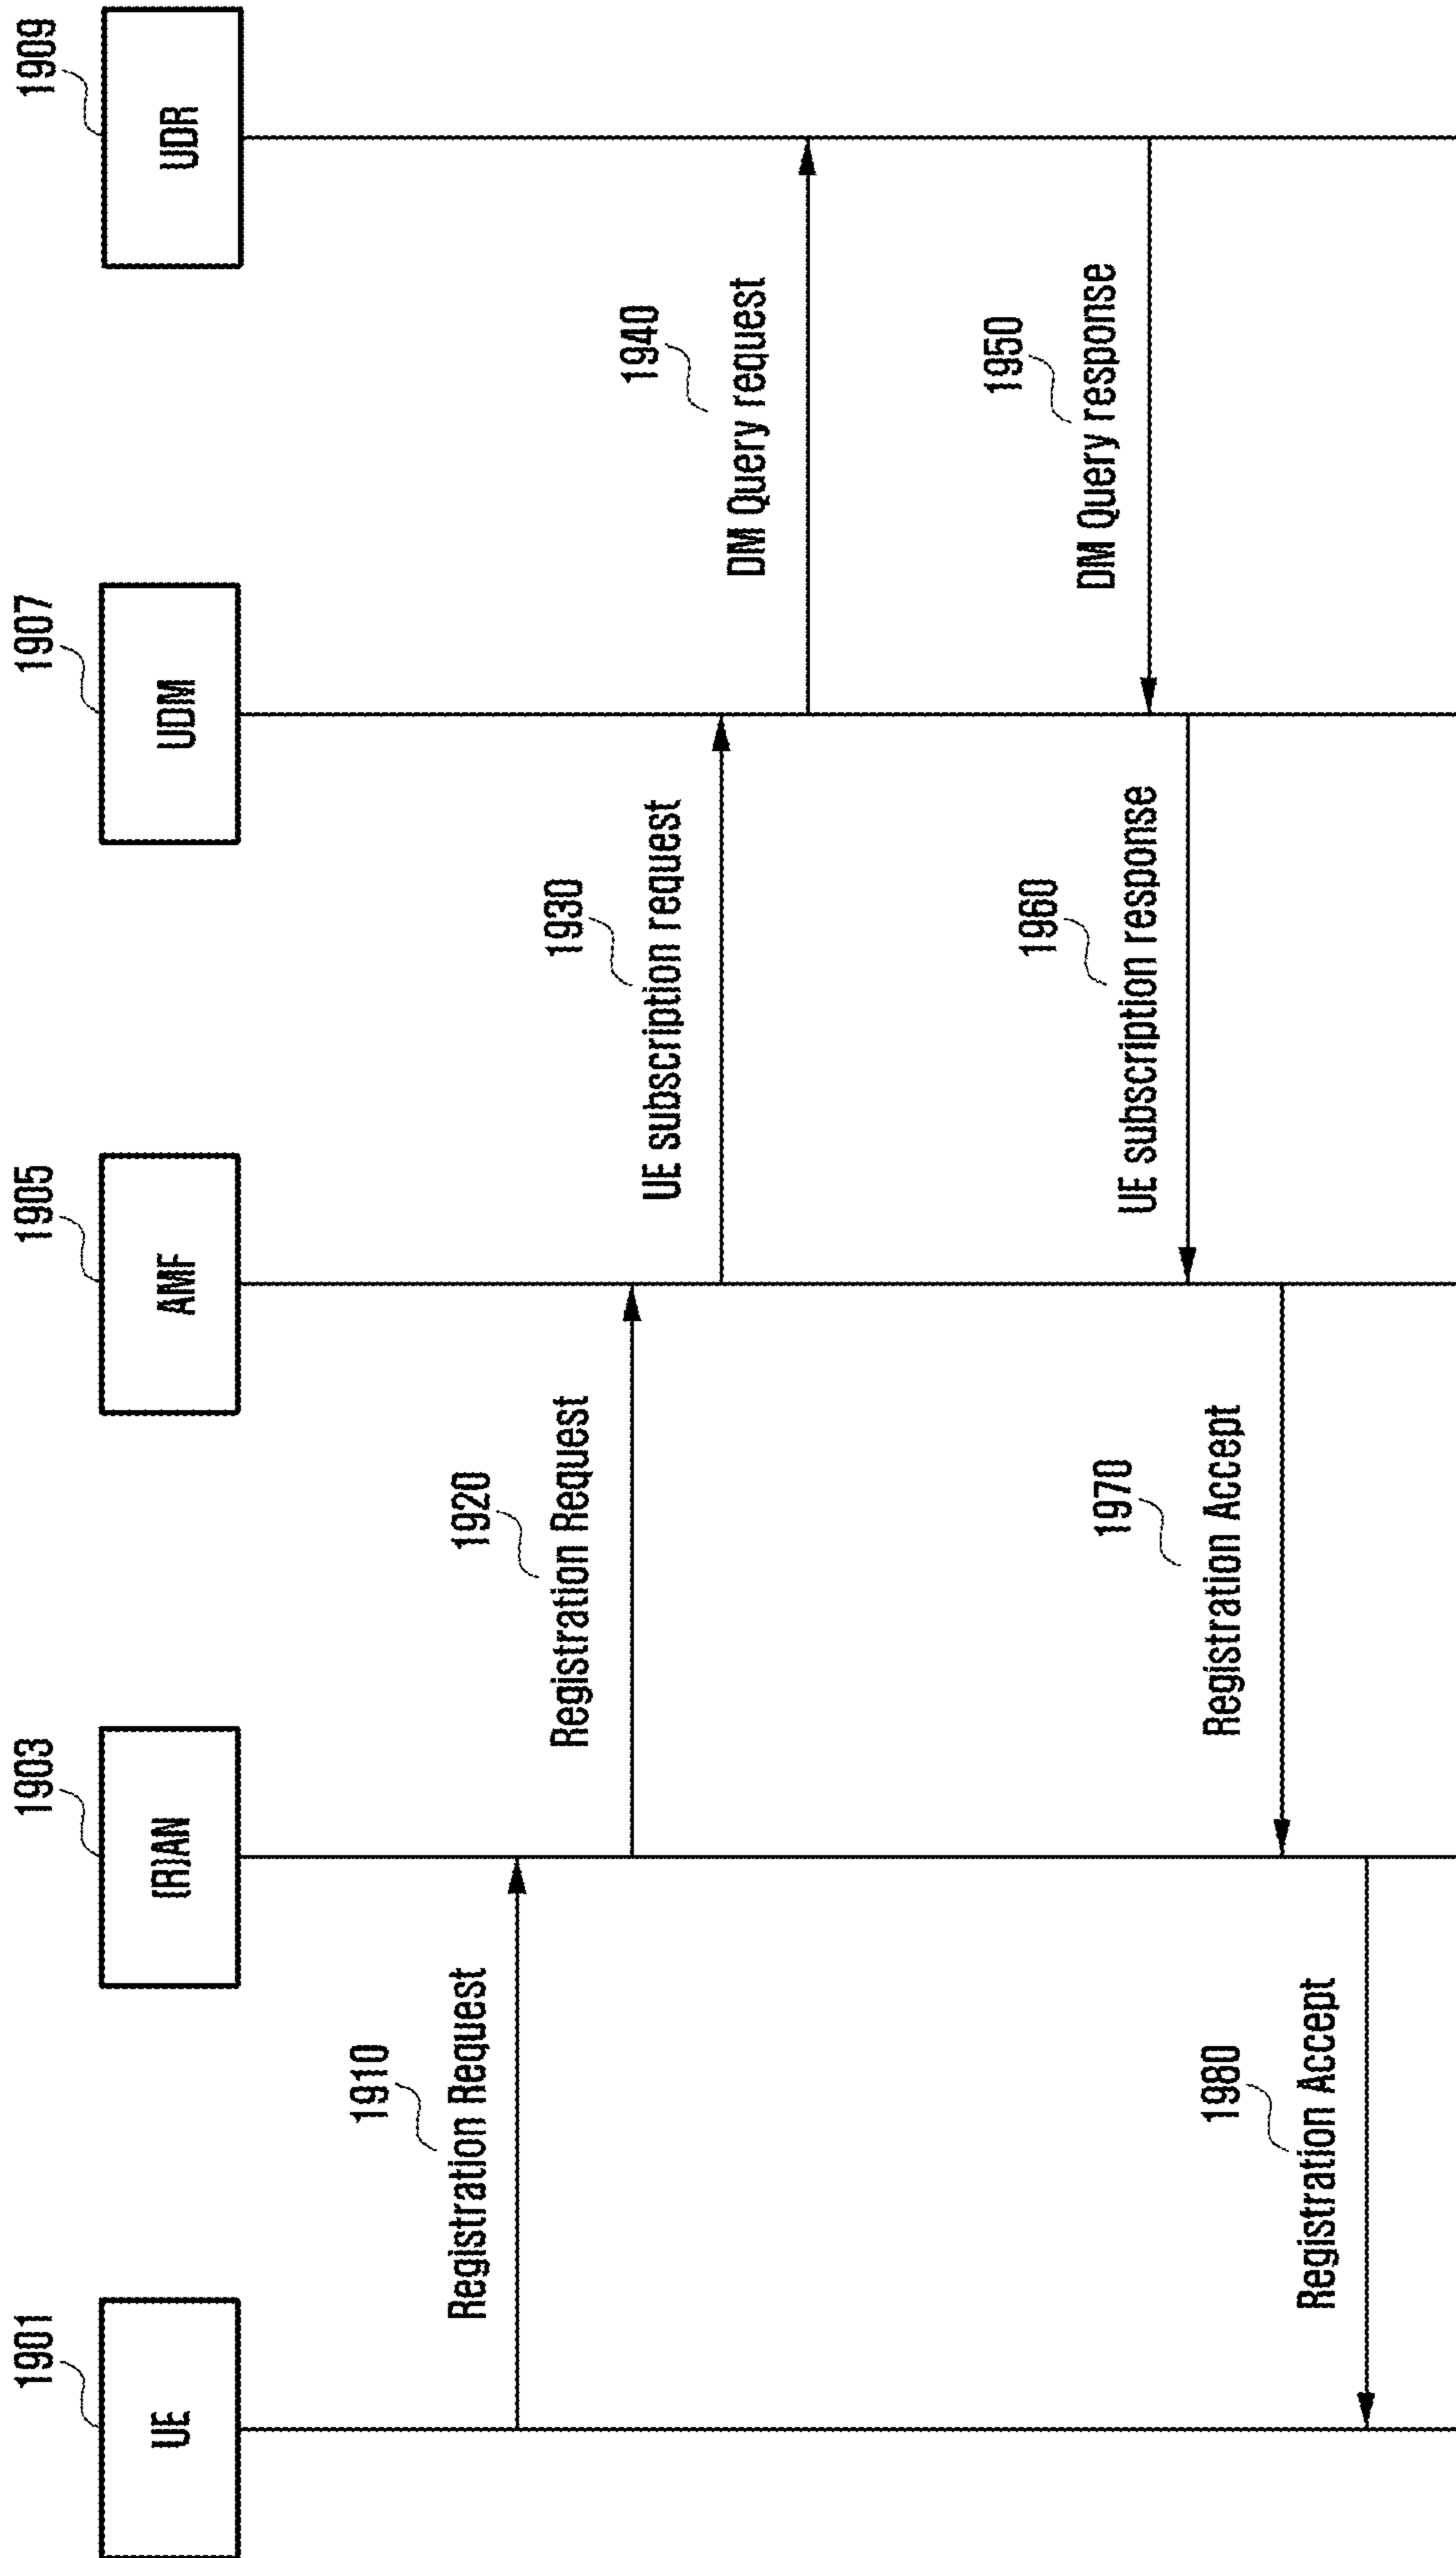 1901
UE
1903
(R)AN
1905
AMF
1907
UDM
1909
UDR
1910
Registration Request
1920
Registration Request
1930
UE subscription request
1940
DM Query request
1950
DM Query response
1960
UE subscription response
1970
Registration Accept
1980
Registration Accept